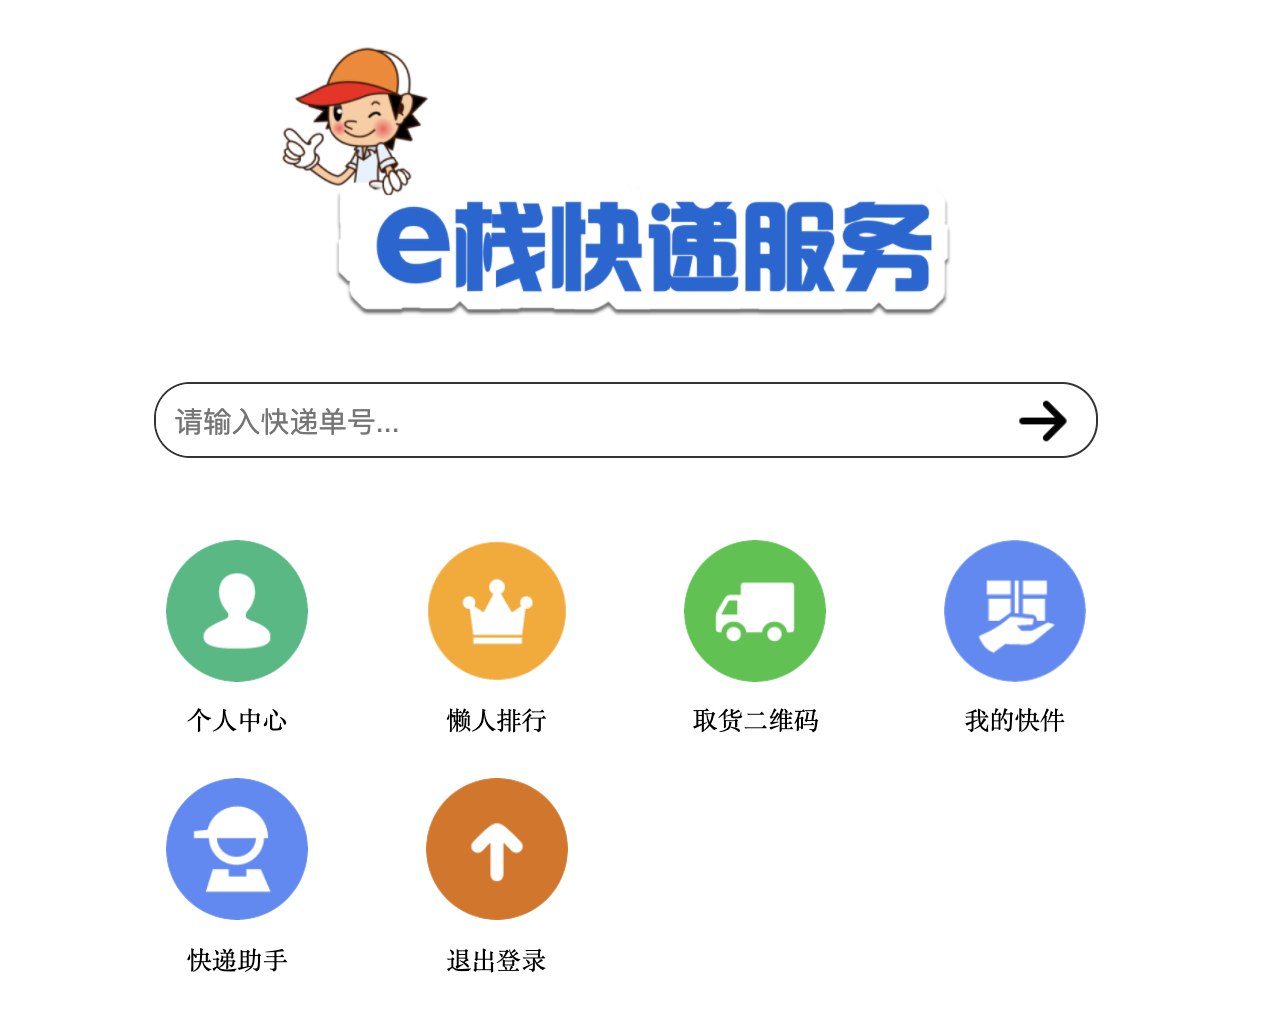 e栈快递服务
请输入快递单号...
个人中心
懒人排行
取货二维码
我的快件
快递助手
退出登录